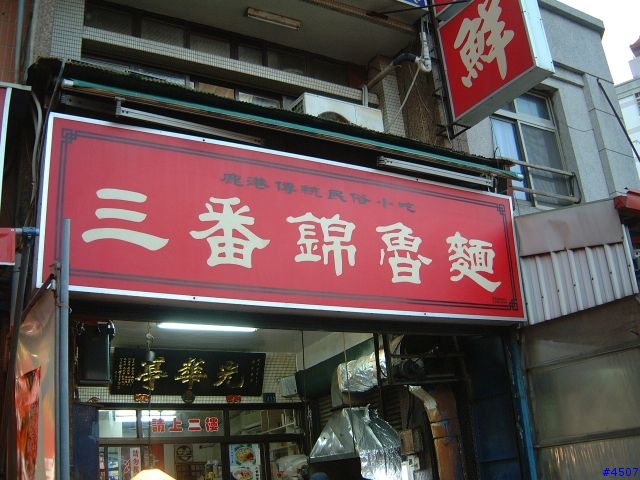 鮮
鹿港傳統民俗小吃
三番錦魯麵
亭華光
請上二樓
#4507